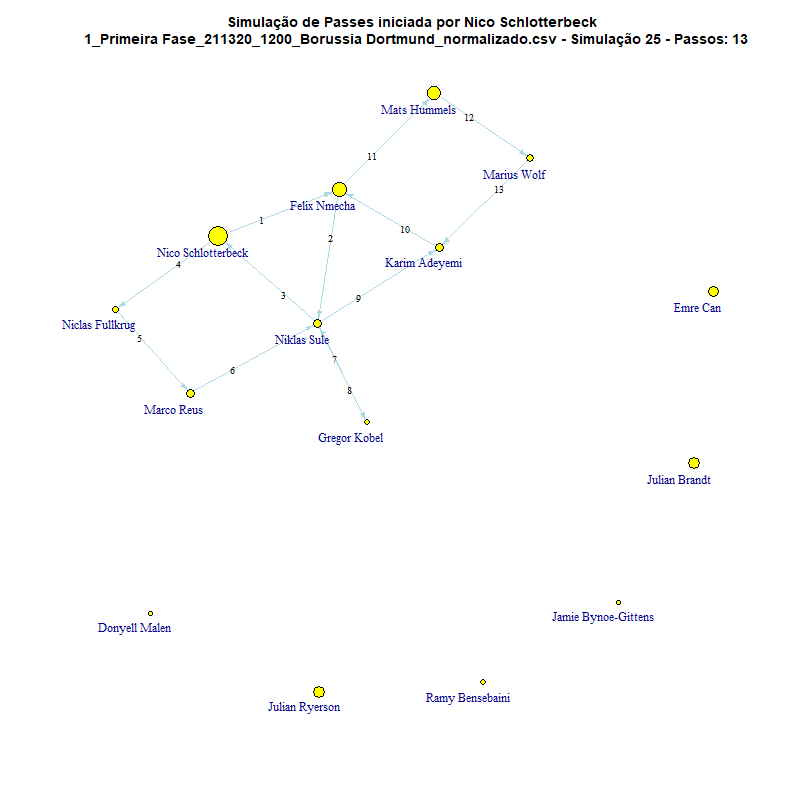 Simulação de Passes iniciada por Nico Schlotterbeck
1_Primeira Fase_211320_1200_Borussia Dortmund_normalizado.csv - Simulação 25 - Passos: 13
Mats Hummels
12
11
Marius Wolf
13
Felix Nmecha
1
10
2
Nico Schlotterbeck
4
Karim Adeyemi
3
9
Emre Can
Niclas Fullkrug
5
Niklas Sule
7
6
8
Marco Reus
Gregor Kobel
Julian Brandt
Jamie Bynoe-Gittens
Donyell Malen
Ramy Bensebaini
Julian Ryerson